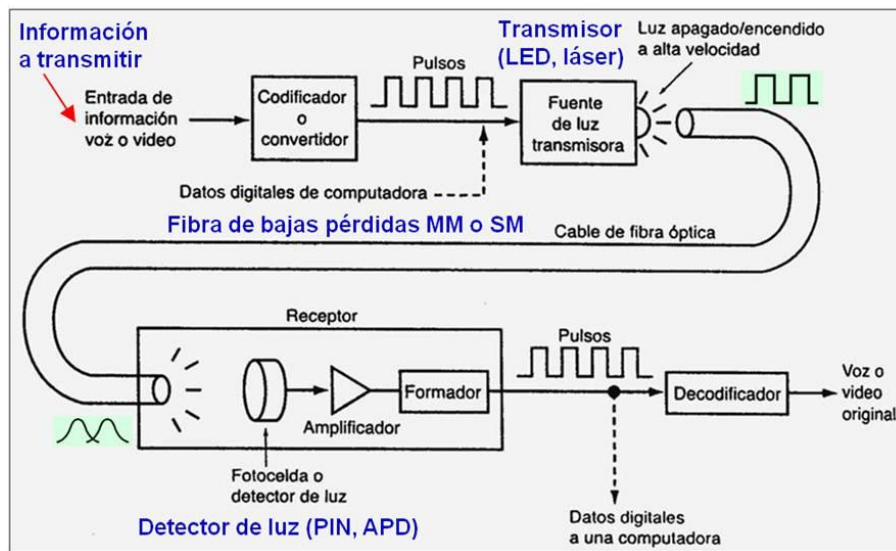 Información
a transmitir
Transmisor
(LED, láser)
Luz apagado/encendido
a alta velocidad
Pulsos
Entrada de
información
voz o video
Codificador
o
convertidor
Fuente
de luz
transmisora
Datos digitales de computadora
Fibra de bajas pérdidas MM o SM
Cable de fibra óptica
Receptor
Pulsos
Formador
Amplificador
Decodificador
Voz o
video
original
Fotocelda o
detector de luz
Detector de luz (PIN, APD)
Datos digitales
a una computadora